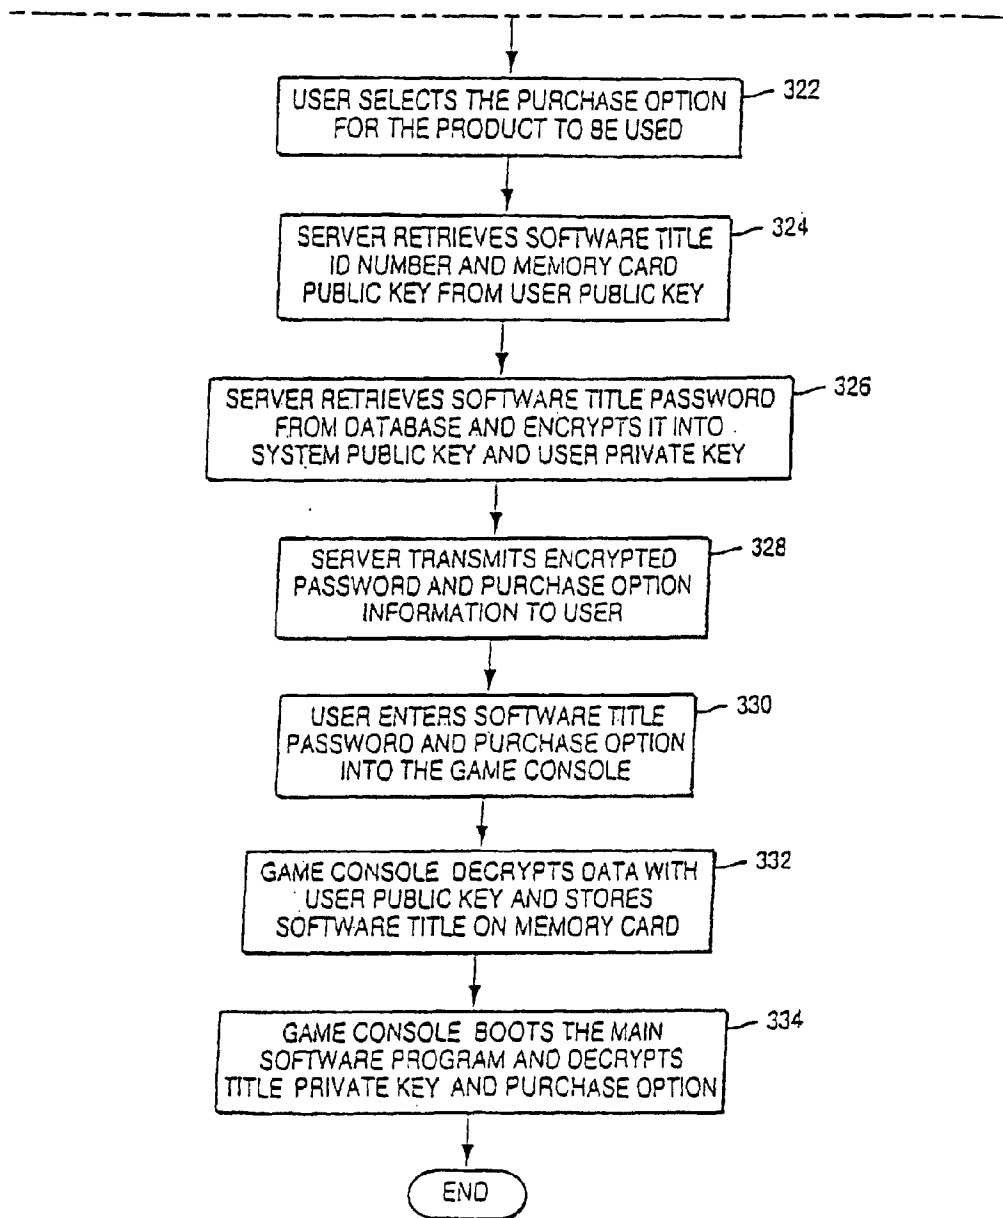 322
USER SELECTS THE PURCHASE OPTION
FOR THE PRODUCT TO BE USED
324
SERVER RETRIEVES SOFTWARE TITLE
ID NUMBER AND MEMORY CARD
PUBLIC KEY FROM USER PUBLIC KEY
326
SERVER RETRIEVES SOFTWARE TITLE PASSWORD
FROM DATABASE AND ENCRYPTS IT INTO
SYSTEM PUBLIC KEY AND USER PRIVATE KEY
328
SERVER TRANSMITS ENCRYPTED
PASSWORD AND PURCHASE OPTION
INFORMATION TO USER
330
USER ENTERS SOFTWARE TITLE
PASSWORD AND PURCHASE OPTION
INTO THE GAME CONSOLE
332
GAME CONSOLE DECRYPTS DATA WITH
USER PUBLIC KEY AND STORES
SOFTWARE TITLE ON MEMORY CARD
334
GAME CONSOLE BOOTS THE MAIN
SOFTWARE PROGRAM AND DECRYPTS
TITLE PRIVATE KEY AND PURCHASE OPTION
END